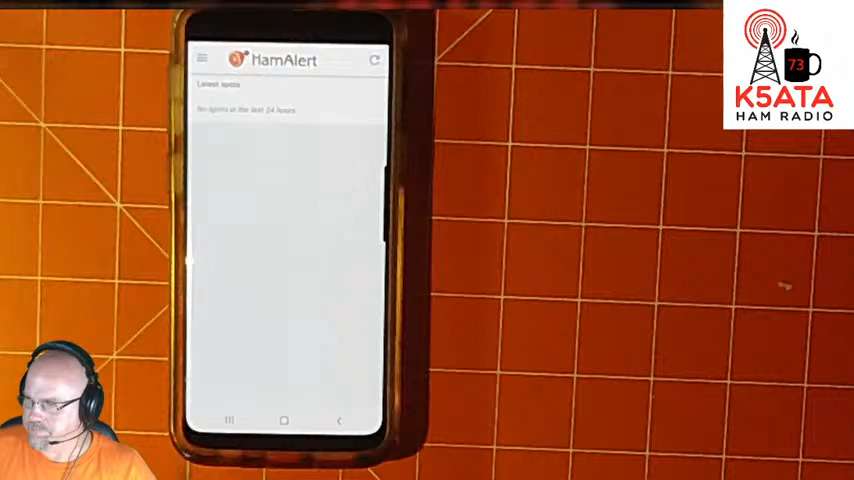 HamAlert
Latest spots
No spots in the last 24 hours
73
K5ATA
HAM RADIO